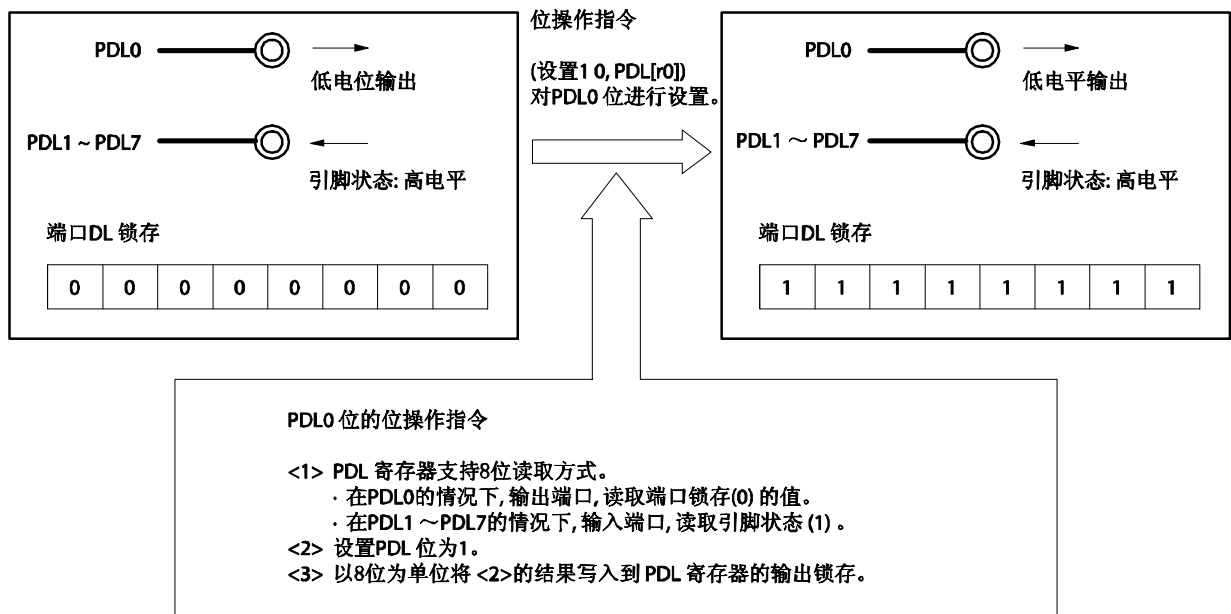 PDL0
低电位输出
PDL1 ~ PDL7
引脚状态: 高电平
端口DL 锁存
0 0 0 0 0 0 0 0
位操作指令
(设置1 0, PDL[r0])
对PDL0 位进行设置。
PDL0
低电平输出
PDL1 ～ PDL7
引脚状态: 高电平
端口DL 锁存
1 1 1 1 1 1 1 1
PDL0 位的位操作指令
<1> PDL 寄存器支持8位读取方式。
· 在PDL0的情况下, 输出端口, 读取端口锁存(0) 的值。
· 在PDL1 ～PDL7的情况下, 输入端口, 读取引脚状态 (1) 。
<2> 设置PDL 位为1。
<3> 以8位为单位将 <2>的结果写入到 PDL 寄存器的输出锁存。